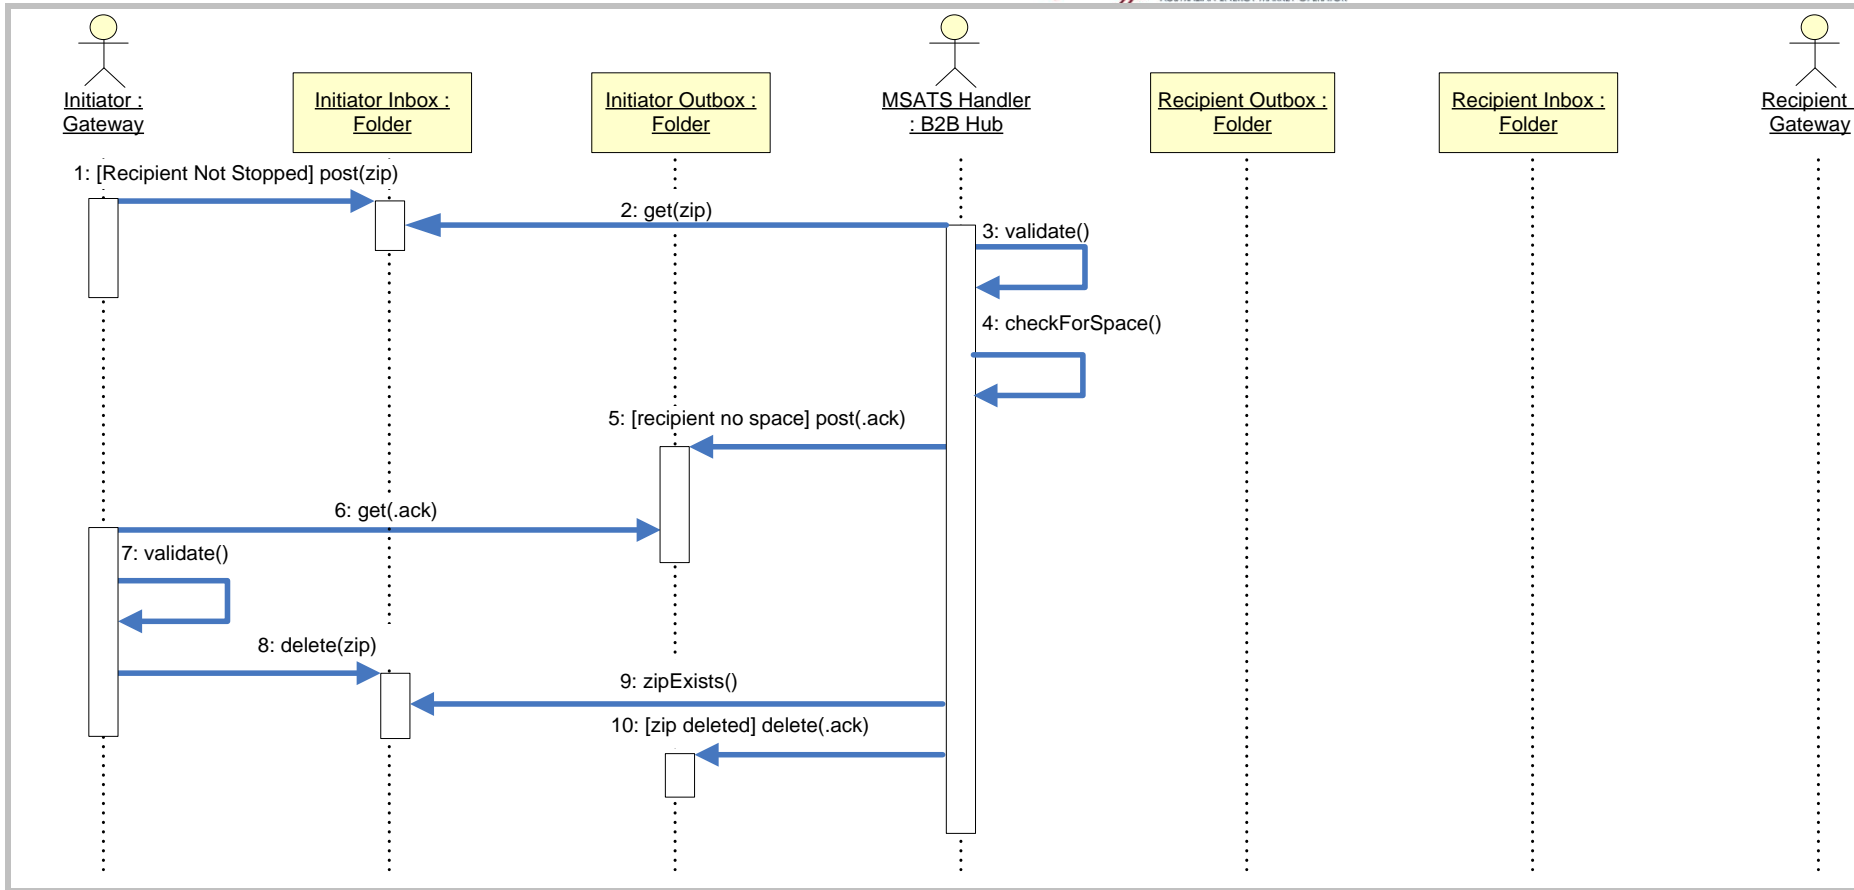 Initiator :
Gateway
Initiator Inbox :
Folder
Initiator Outbox :
Folder
MSATS Handler
: B2B Hub
Recipient Outbox :
Folder
Recipient Inbox :
Folder
Recipient
Gateway
1: [Recipient Not Stopped] post(zip)
2: get(zip)
3: validate()
4: checkForSpace()
5: [recipient no space] post(.ack)
6: get(.ack)
7: validate()
8: delete(zip)
9: zipExists()
10: [zip deleted] delete(.ack)